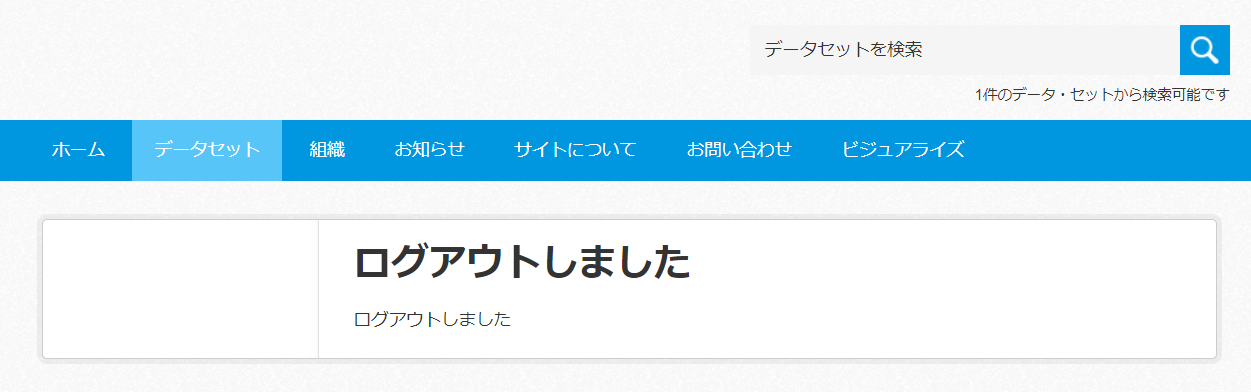 データセットを検索
1件のデータ・セットから検索可能です
ホーム データセット 組織 お知らせ サイトについて お問い合わせ ビジュアライズ
ログアウトしました
ログアウトしました